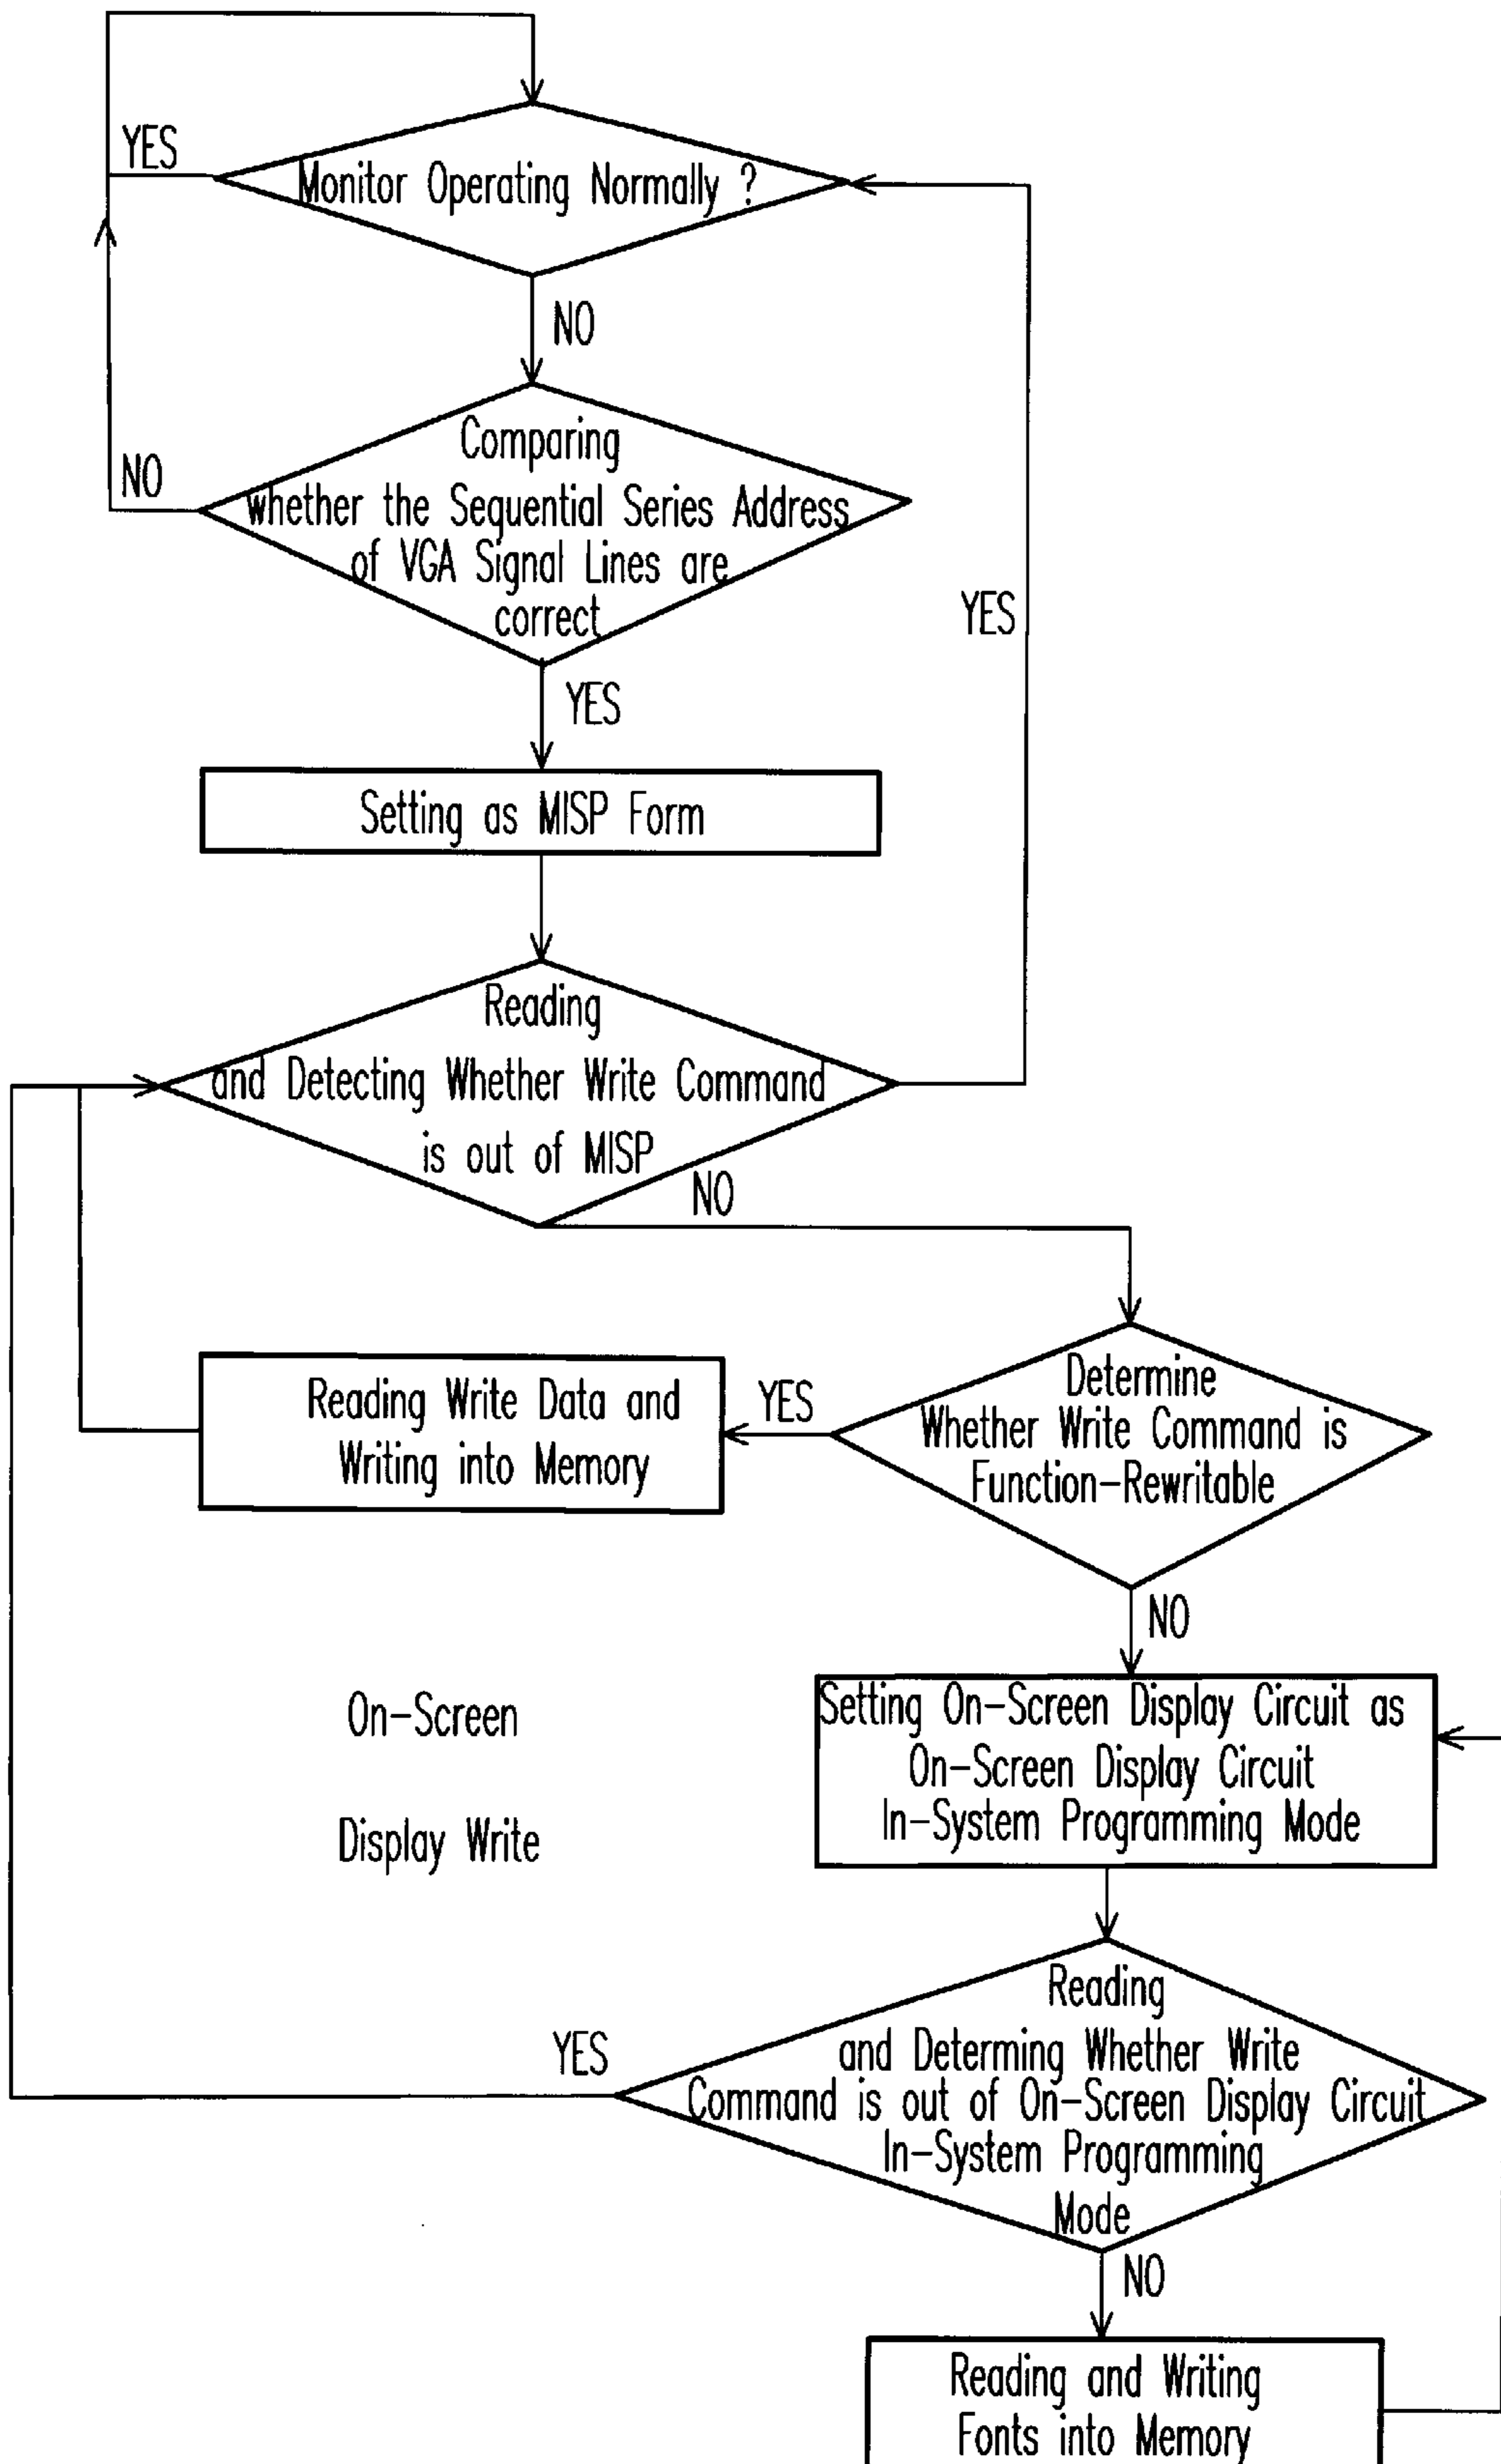 YES
Monitor Operating Normally ?
NO
Comparing
NO
whether the Sequential Series Address
of VGA Signal Lines are
correct
YES
YES
Setting as MISP Form
Reading
and Detecting Whether Write Command
is out of MISP
NO
Determine
Reading Write Data and
YES
Whether Write Command is
Writing into Memory
Function-Rewritable
NO
On-Screen
Setting On-Screen Display Circuit as
On-Screen Display Circuit
In-System Programming Mode
Display Write
Reading
YES
and Determing Whether Write
Command is out of On-Screen Display Circuit
In-System Programming
Mode
NO
Reading and Writing
Fonts into Memory